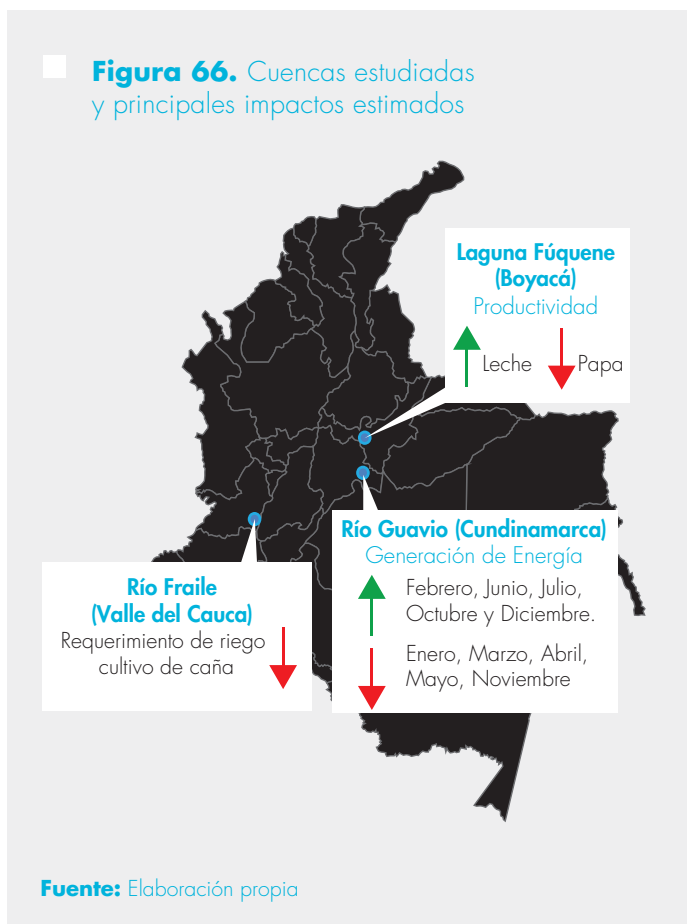 Figura 66. Cuencas estudiadas
y principales impactos estimados
Laguna Fúquene
(Boyacá)
Productividad
Leche
Papa
Río Guavio (Cundinamarca)
Generación de Energía
Febrero, Junio, Julio,
Octubre y Diciembre.
Enero, Marzo, Abril,
Mayo, Noviembre
Río Fraile
(Valle del Cauca)
Requerimiento de riego
cultivo de caña
Fuente: Elaboración propia